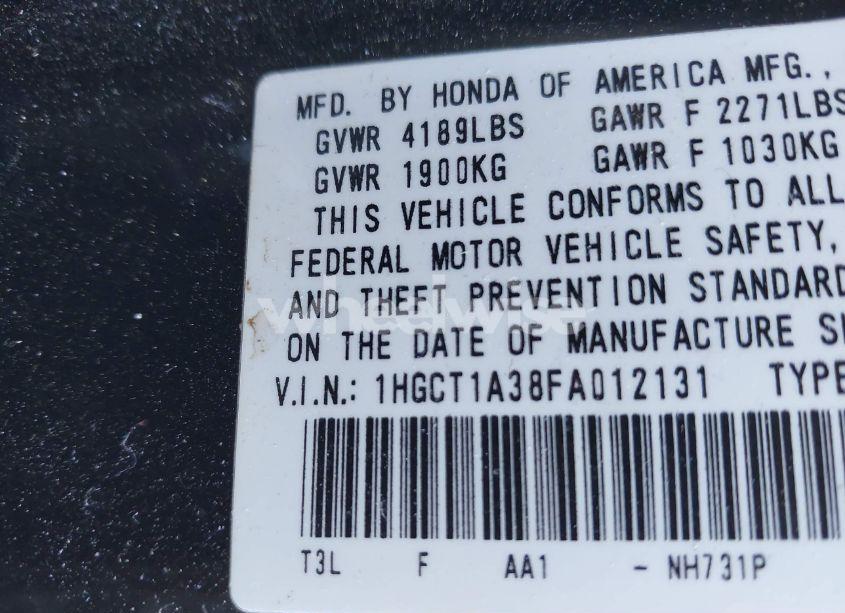 MFD. BY HONDA OF AMERICA MFG.,
GVWR 4189LBS GAWR F 2271LBS
GVWR 1900KG GAWR F 1030KG
THIS VEHICLE CONFORMS TO ALL
FEDERAL MOTOR VEHICLE SAFETY,
AND THEFT PREVENTION STANDARD
wheelwise
ON THE DATE OF MANUFACTURE
V.I.N.: 1HGCT1A38FA012131 TYPE
T3L F AA1 - NH731P